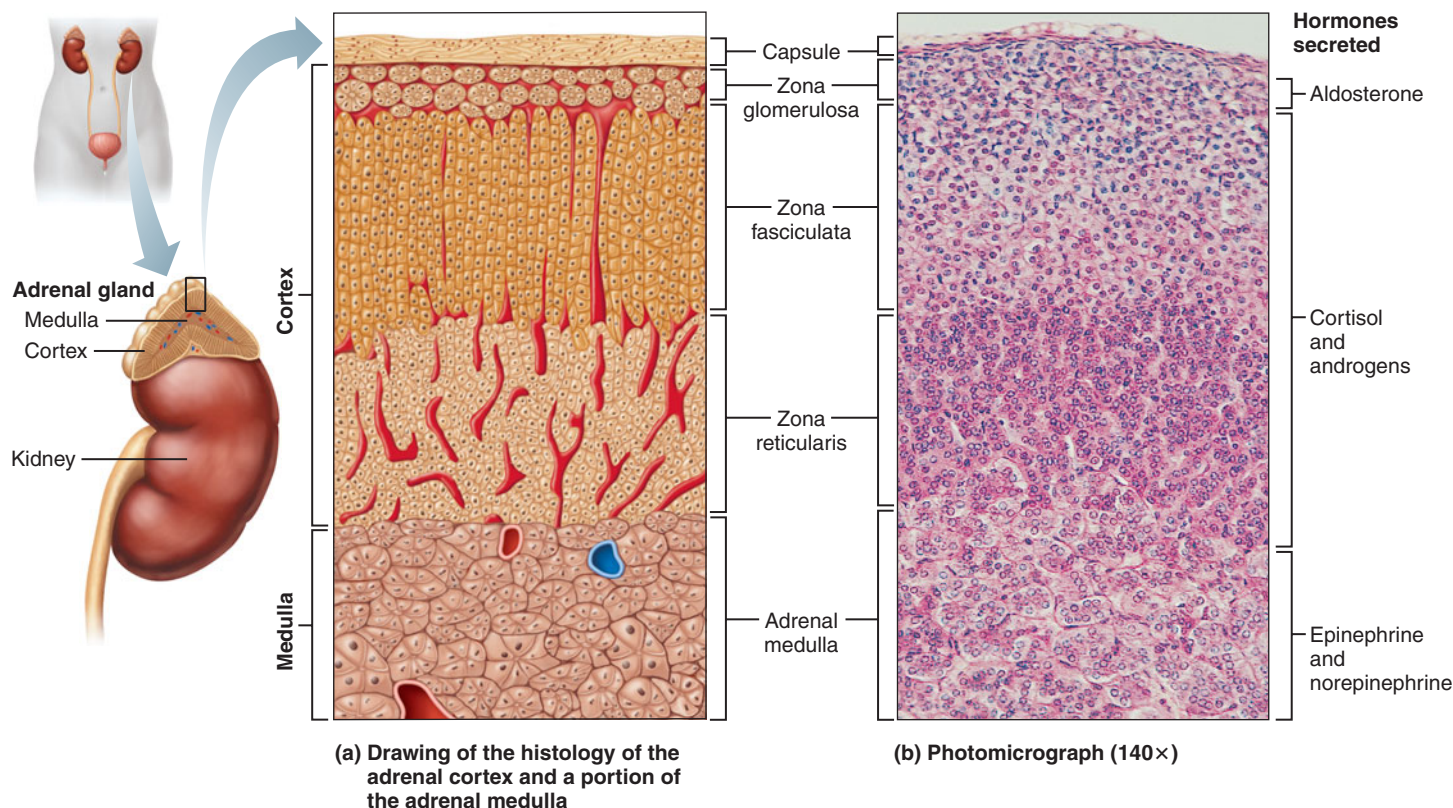 Adrenal gland
Medulla
Cortex
Kidney
Cortex
Medulla
Capsule
Zona
glomerulosa
Zona
fasciculata
Zona
reticularis
Adrenal
medulla
Hormones
secreted
Aldosterone
Cortisol
and
androgens
Epinephrine
and
norepinephrine
(a) Drawing of the histology of the
adrenal cortex and a portion of
the adrenal medulla
(b) Photomicrograph (140×)